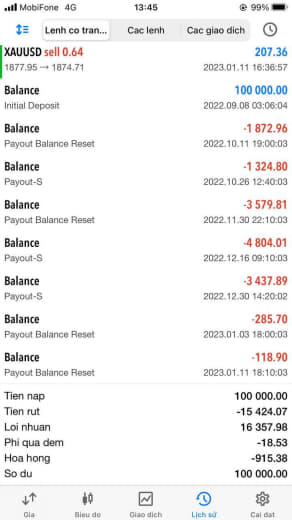 MobiFone 4G 13:45 99%
Lenh co tran... Cac lenh Cac giao dich
XAUUSD sell 0.64 207.36
1877.95 → 1874.71 2023.01.11 16:36:57
Balance 100 000.00
Initial Deposit 2022.09.08 03:06:04
Balance -1 872.96
Payout Balance Reset 2022.10.11 19:00:03
Balance -1 324.80
Payout-S 2022.10.26 12:40:03
Balance -3 579.81
Payout Balance Reset 2022.11.30 22:10:03
Balance -4 804.01
Payout-S 2022.12.16 09:10:03
Balance -3 437.89
Payout-S 2022.12.30 14:20:02
Balance -285.70
Payout Balance Reset 2023.01.03 18:00:03
Balance -118.90
Payout Balance Reset 2023.01.11 18:10:03
Tien nap 100 000.00
Tien rut -15 424.07
Loi nhuan 16 357.98
Phi qua dem -18.53
Hoa hong -915.38
So du 100 000.00
Gia Bieu do Giao dich Lich sử Cai dat